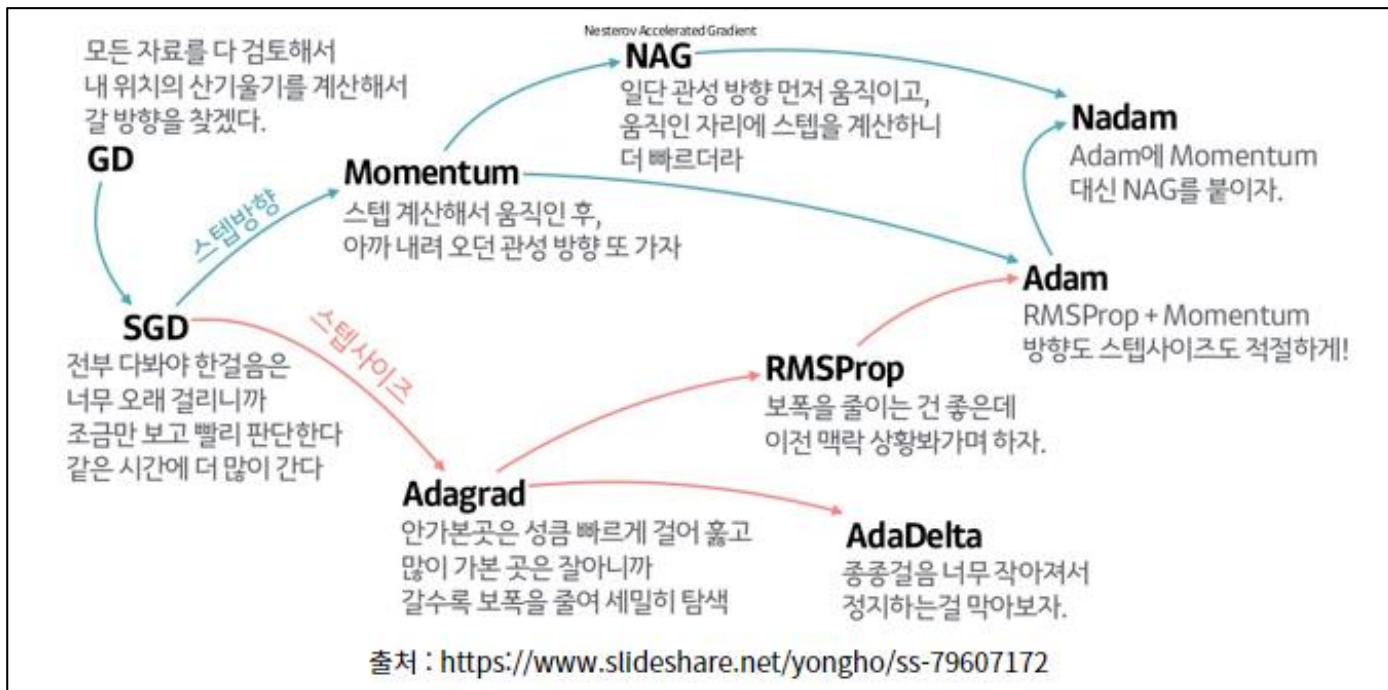 모든 자료를 다 검토해서
내 위치의 산기울기를 계산해서
갈 방향을 찾겠다.
GD
Nesterov Accelerated Gradient
NAG
일단 관성 방향 먼저 움직이고,
움직인 자리에 스텝을 계산하니
더 빠르더라
Nadam
Adam에 Momentum
대신 NAG를 붙이자.
Momentum
스텝 계산해서 움직인 후,
아까 내려 오던 관성 방향 또 가자
스텝방향
SGD
전부 다봐야 한걸음은
너무 오래 걸리니까
조금만 보고 빨리 판단한다
같은 시간에 더 많이 간다
스텝사이즈
Adam
RMSProp + Momentum
방향도 스텝사이즈도 적절하게!
RMSProp
보폭을 줄이는 건 좋은데
이전 맥락 상황봐가며 하자.
Adagrad
안가본곳은 성큼 빠르게 걸어 훑고
많이 가본 곳은 잘아니까
갈수록 보폭을 줄여 세밀히 탐색
AdaDelta
종종걸음 너무 작아져서
정지하는걸 막아보자.
출처 : https://www.slideshare.net/yongho/ss-79607172